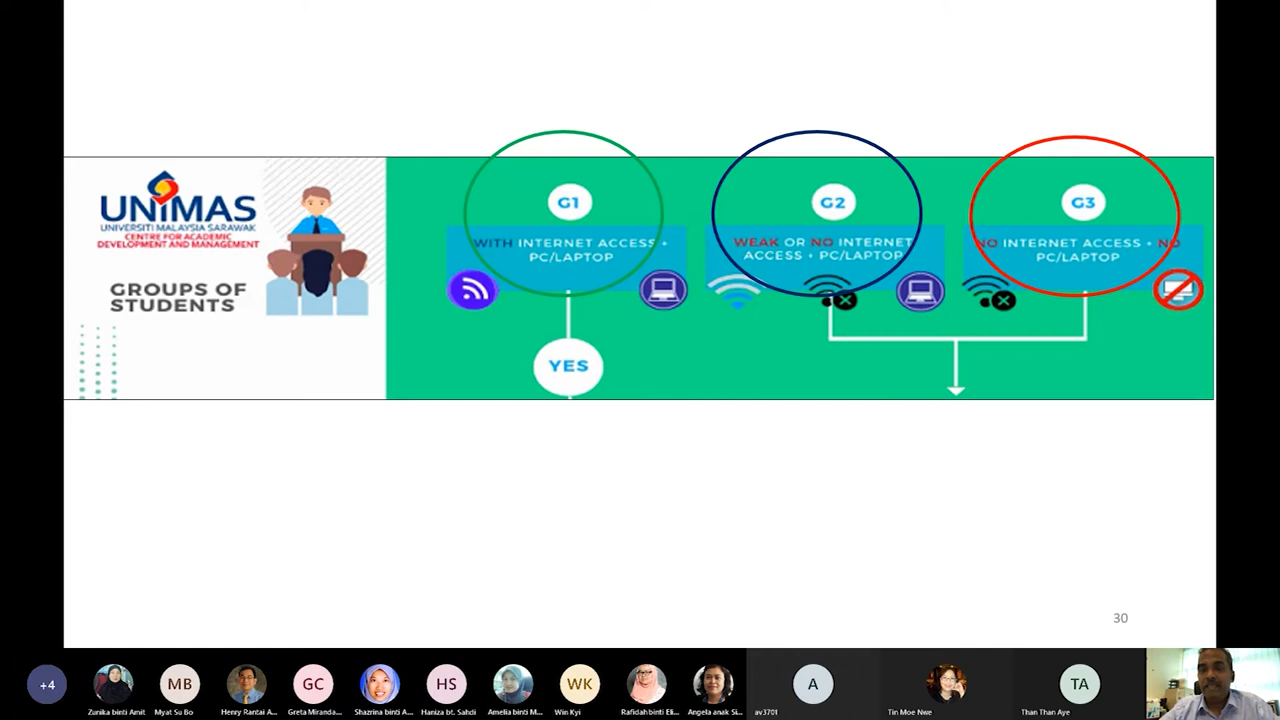 UNIMAS
UNIVERSITI MALAYSIA SARAWAK
CENTRE FOR ACADEMIC
DEVELOPMENT AND MANAGEMENT
GROUPS OF
STUDENTS
G1
WITH INTERNET ACCESS +
PC/LAPTOP
YES
G2
WEAK OR NO INTERNET
ACCESS + PC/LAPTOP
G3
NO INTERNET ACCESS + NO
PC/LAPTOP
30
+4
Zunika binti Amit
MB
Myat Su Bo
Henry Rantai A...
GC
Greta Miranda...
Shazrina binti A...
HS
Haniza bt. Sahdi
Amelia binti M...
WK
Win Kyi
Rafidah binti Eli...
Angela anak Si...
A
av3701
Tin Moe Nwe
TA
Than Than Aye